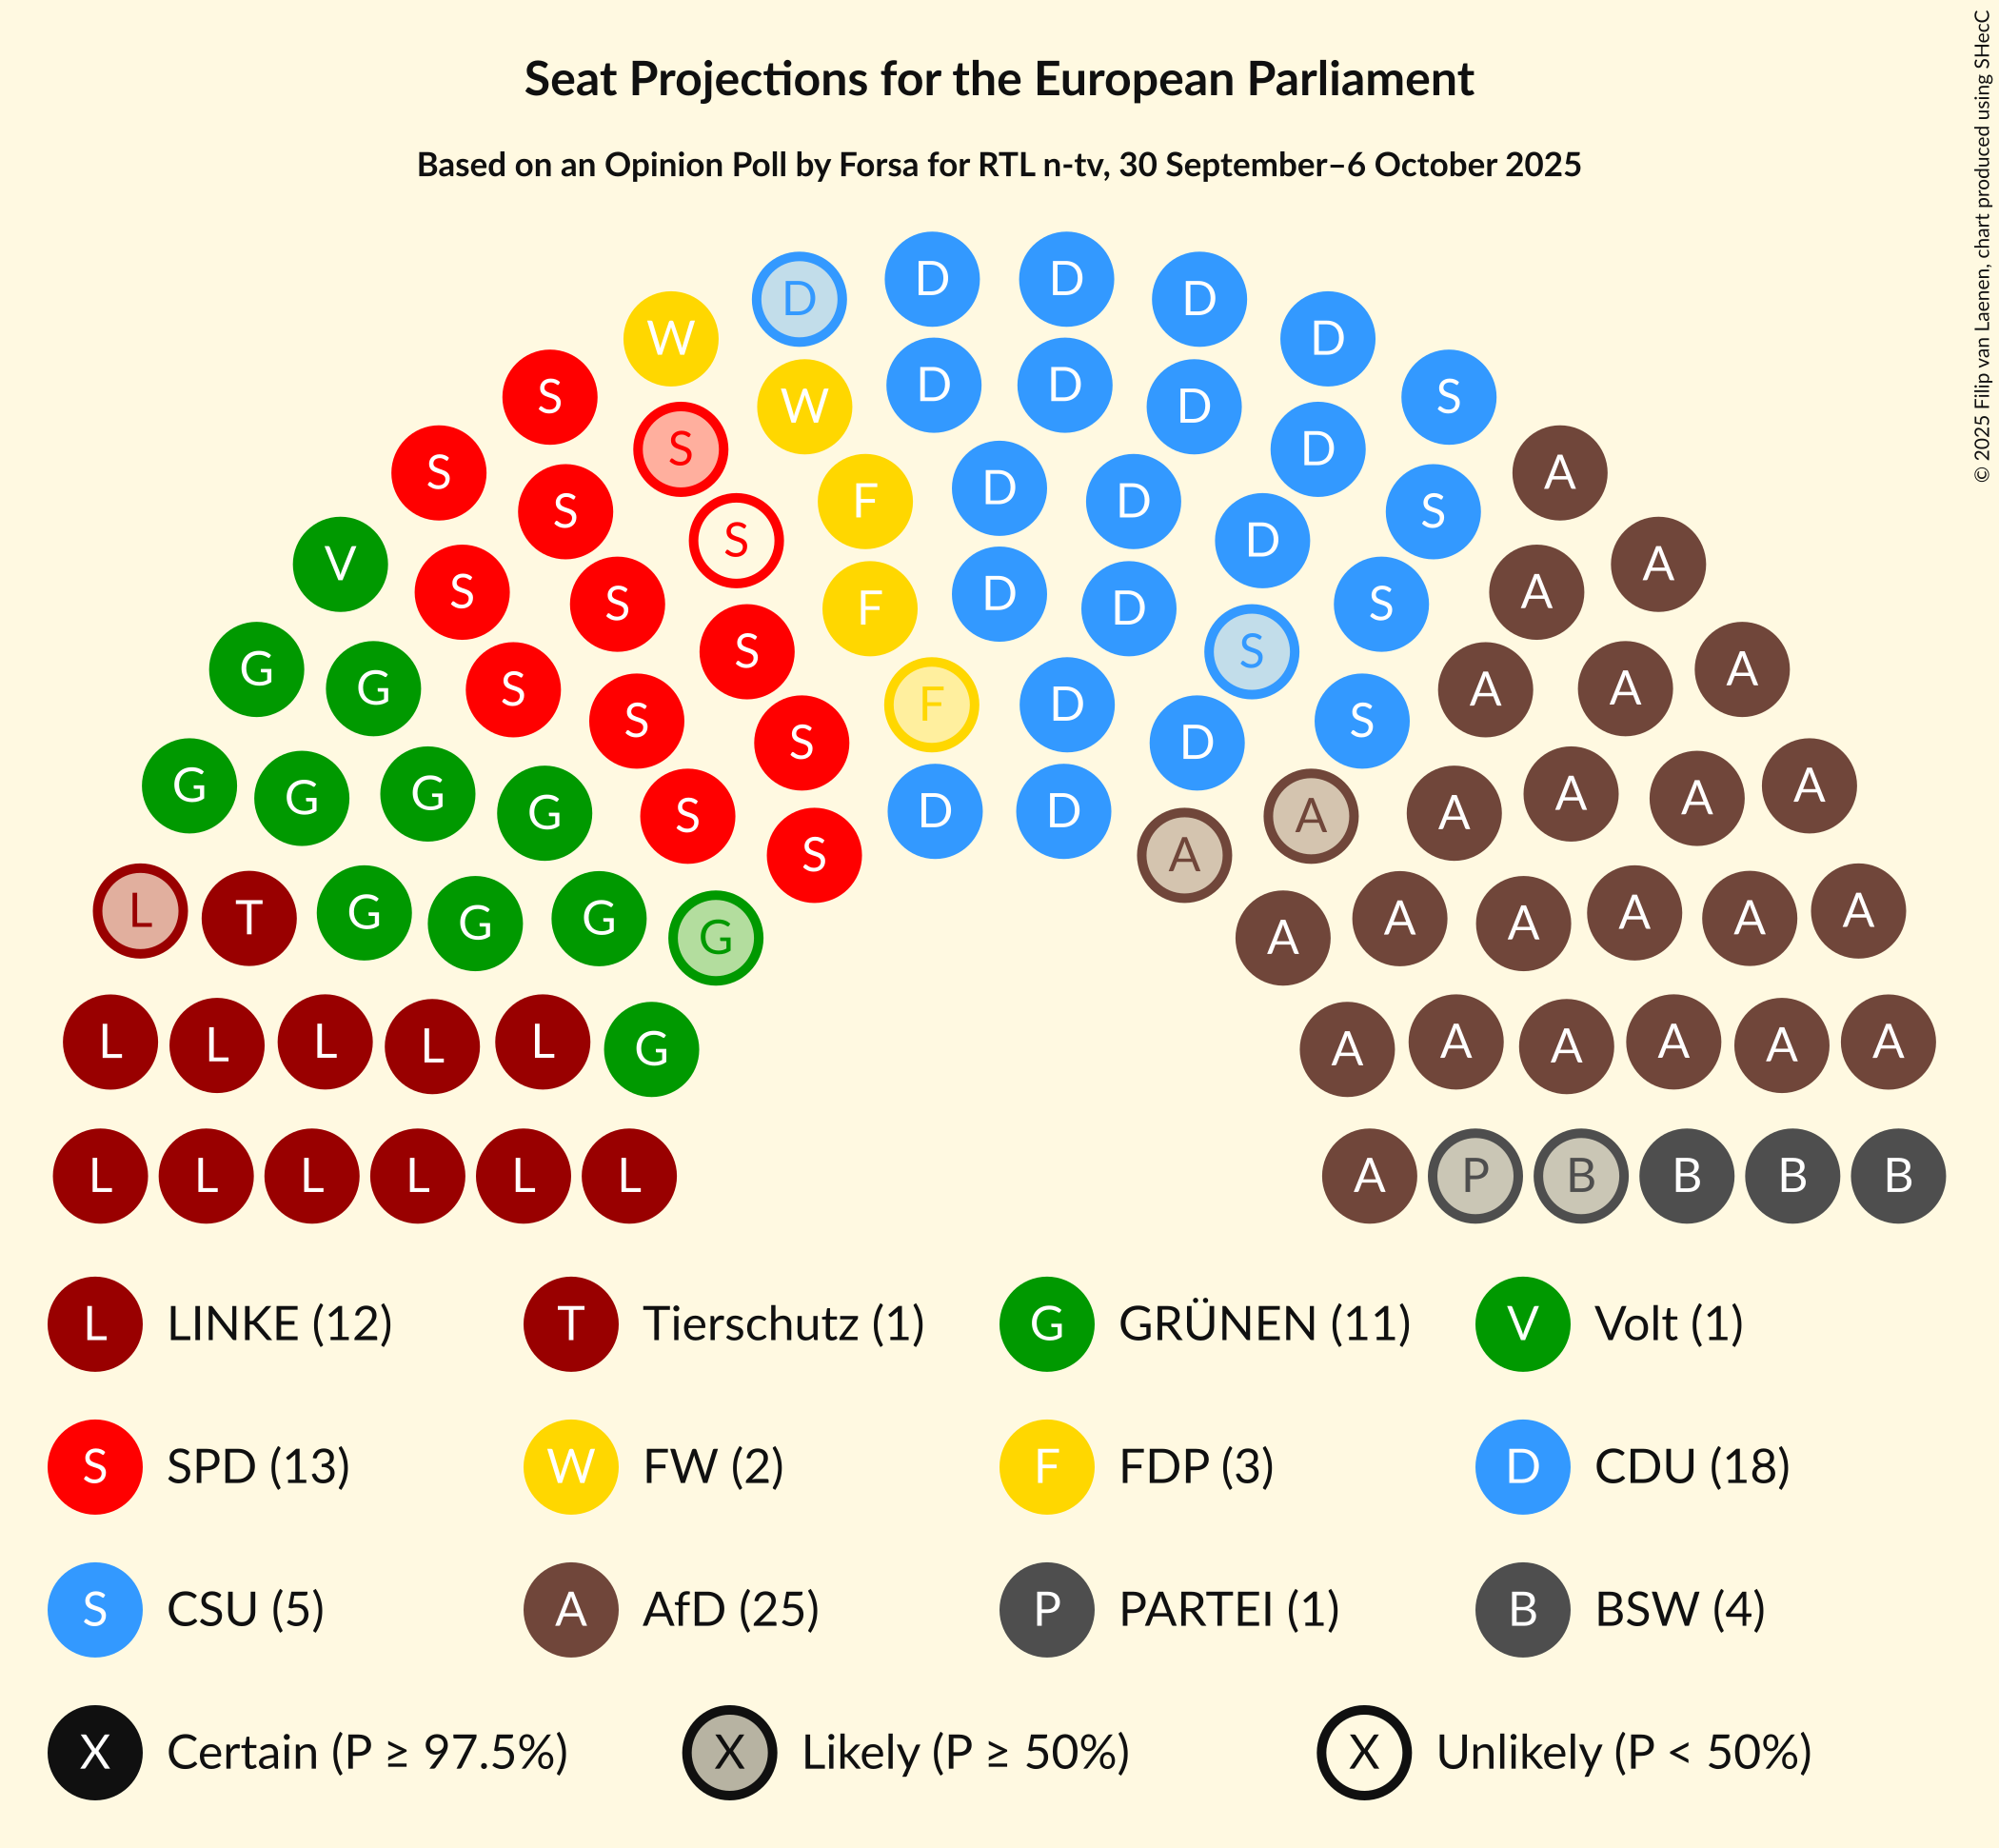 © 2025 Filip van Laenen, chart produced using SHecC
Seat Projections for the European Parliament
Based on an Opinion Poll by Forsa for RTL n-tv, 30 September–6 October 2025
D D D D
W D
S W D D D S
S S D A
S F D D S
V S D A
S S F D D S A
G S S A
G S S F D S A A
S D
G G G G S D D A A A A A
S A
L T G G G G A A A A A A
L L L L L G A A A A A A
L L L L L L A P B B B B
L LINKE (12) T Tierschutz (1) G GRÜNEN (11) V Volt (1)
S SPD (13) W FW (2) F FDP (3) D CDU (18)
S CSU (5) A AfD (25) P PARTEI (1) B BSW (4)
X Certain (P ≥ 97.5%) X Likely (P ≥ 50%) X Unlikely (P < 50%)